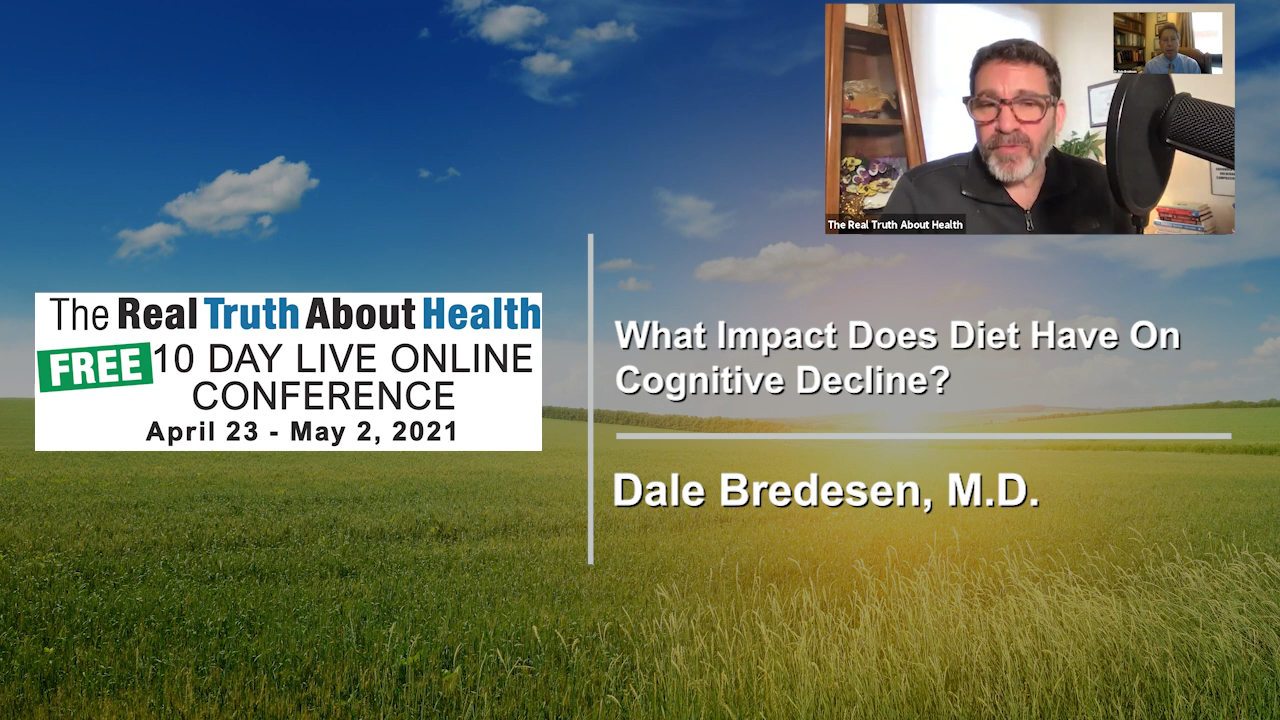 The Real Truth About Health
The Real Truth About Health
FREE 10 DAY LIVE ONLINE
CONFERENCE
April 23 - May 2, 2021
What Impact Does Diet Have On
Cognitive Decline?
Dale Bredesen, M.D.